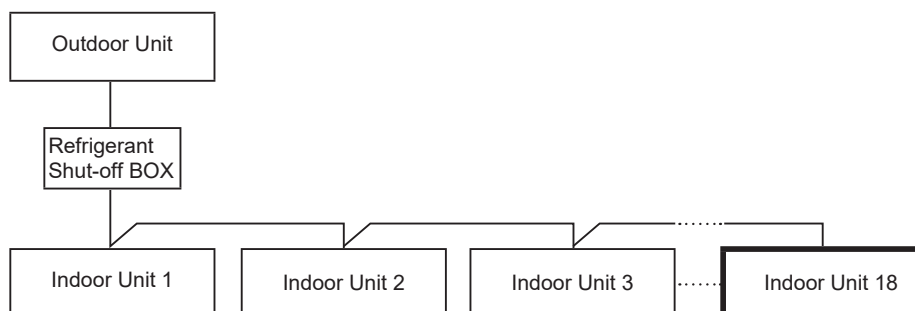 Outdoor Unit
Refrigerant
Shut-off BOX
Indoor Unit 1
Indoor Unit 2
Indoor Unit 3
Indoor Unit 18